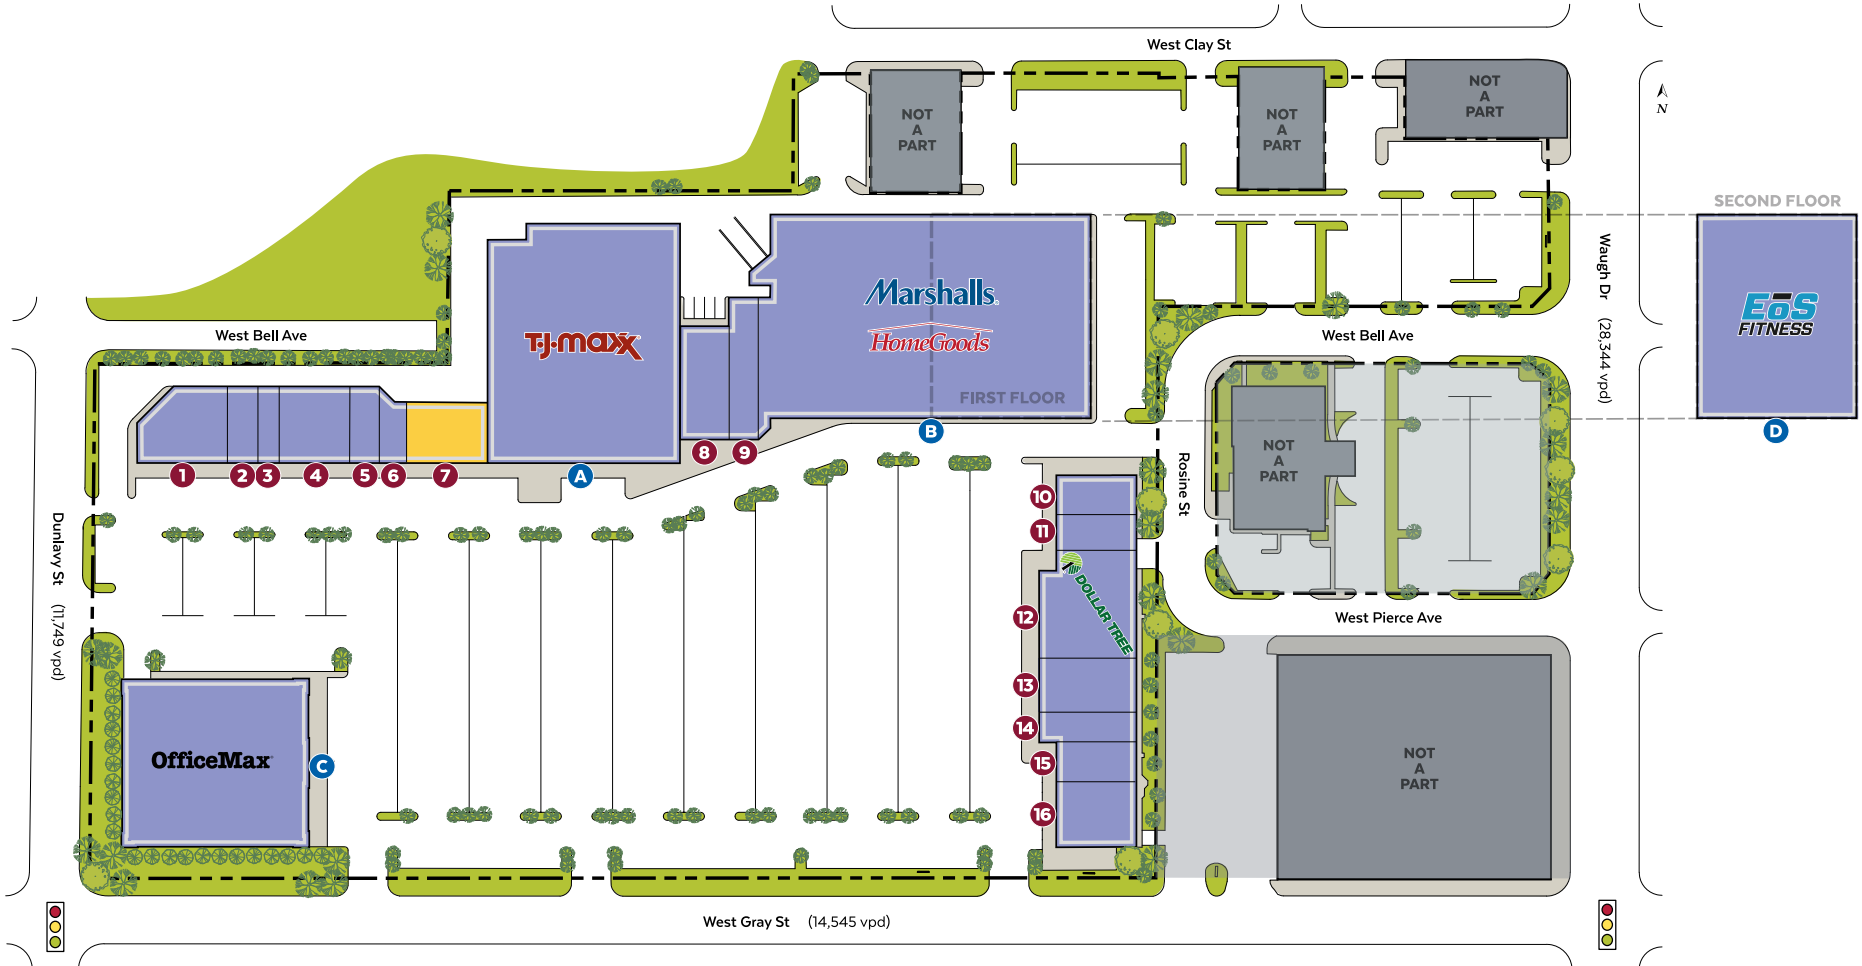 West Clay St
NOT
A
PART
NOT
A
PART
NOT
A
PART
N
SECOND FLOOR
Waugh Dr (28,344 vpd)
Marshalls
HomeGoods
T·J·maxx
EōS
FITNESS
West Bell Ave
West Bell Ave
FIRST FLOOR
B
D
8
9
1
2
3
4
5
6
7
A
NOT
A
PART
Rosine St
10
11
DOLLAR TREE
12
13
14
15
16
Dunlavy St (11,749 vpd)
West Pierce Ave
OfficeMax
C
NOT
A
PART
West Gray St (14,545 vpd)